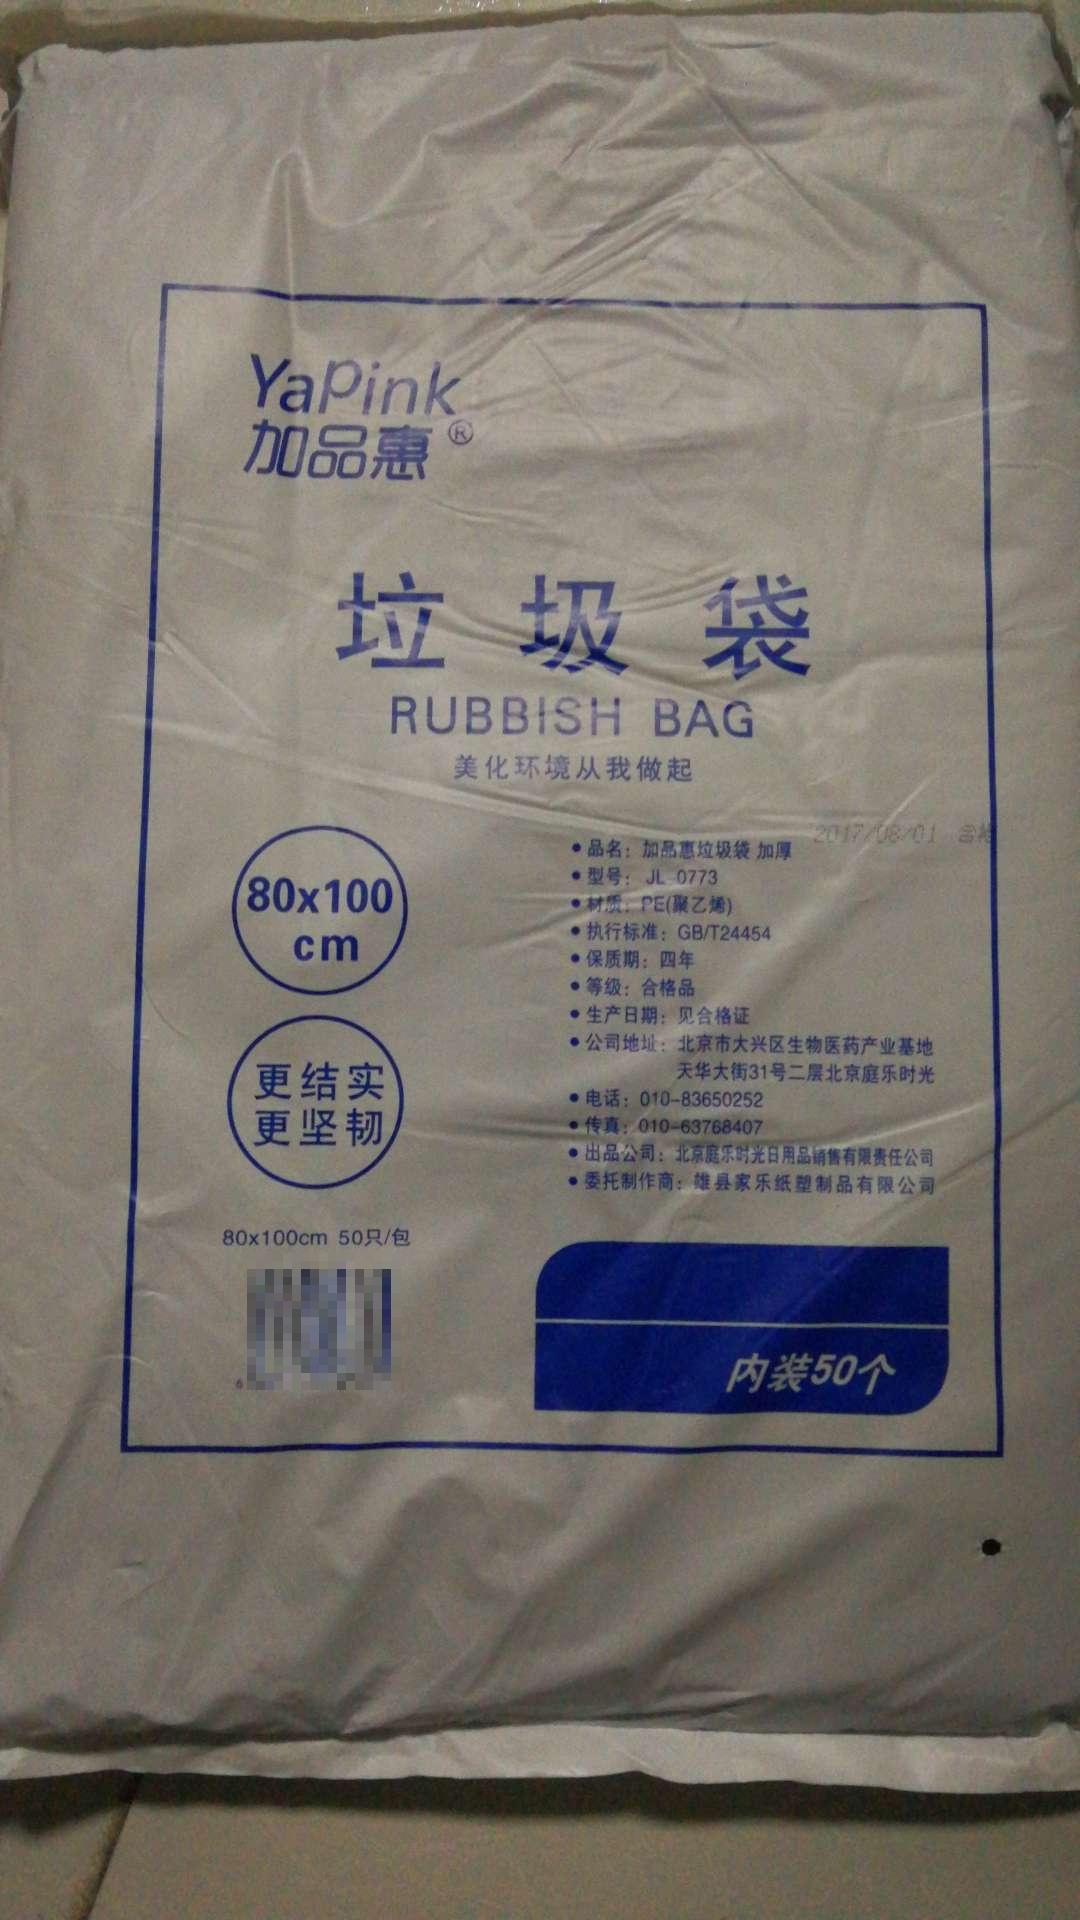 YaPink
加品惠®
垃圾袋
RUBBISH BAG
美化环境从我做起
2017/08/01 合格
80x100
cm
更结实
更坚韧
80x100cm 50只/包
• 品名：加品惠垃圾袋 加厚
• 型号： JL 0773
• 材质：PE(聚乙烯)
• 执行标准：GB/T24454
• 保质期：四年
• 等级：合格品
• 生产日期：见合格证
• 公司地址：北京市大兴区生物医药产业基地
天华大街31号二层北京庭乐时光
• 电话：010-83650252
• 传真：010-63768407
• 出品公司：北京庭乐时光日用品销售有限责任公司
• 委托制作商：雄县家乐纸塑制品有限公司
内装50个